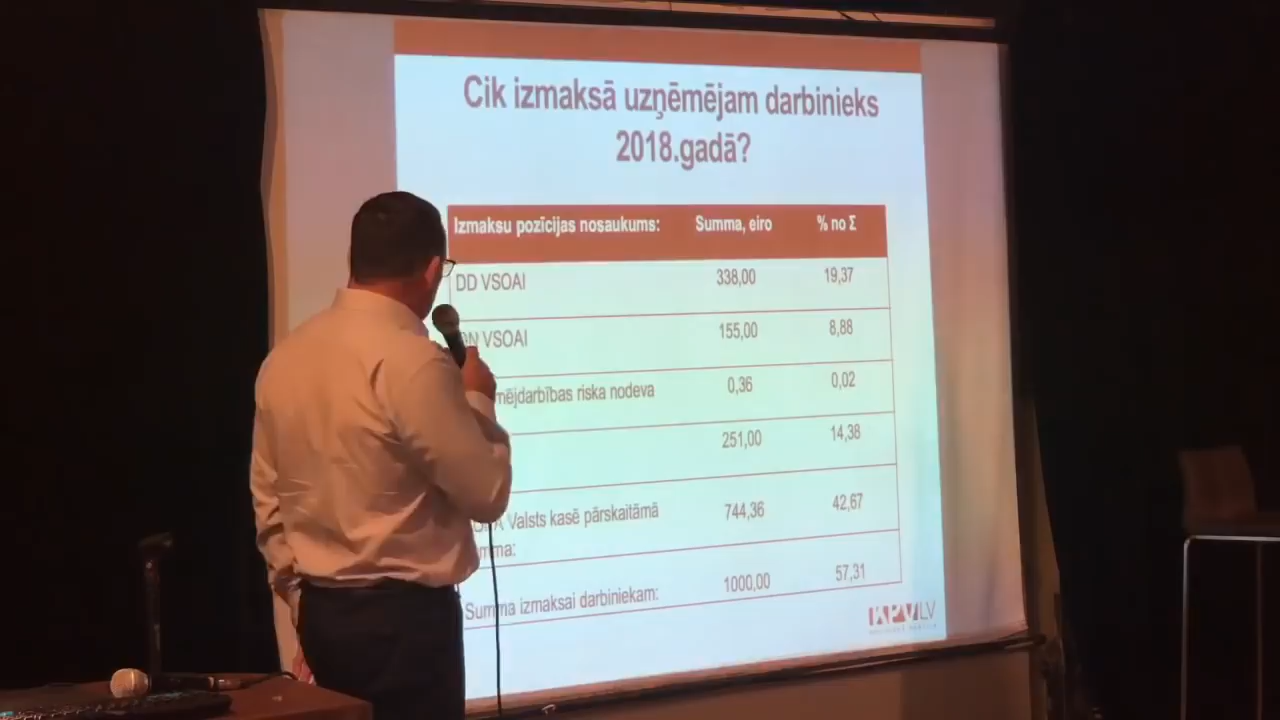 Cik izmaksā uzņēmējam darbinieks
2018.gadā?
Izmaksu pozīcijas nosaukums: Summa, eiro % no Σ
DD VSOAI 338,00 19,37
VSOAI 155,00 8,88
mējdarbības riska nodeva 0,36 0,02
251,00 14,38
Valsts kasē pārskaitāmā 744,36 42,67
mma:
Summa izmaksai darbiniekam: 1000,00 57,31
KPV LV